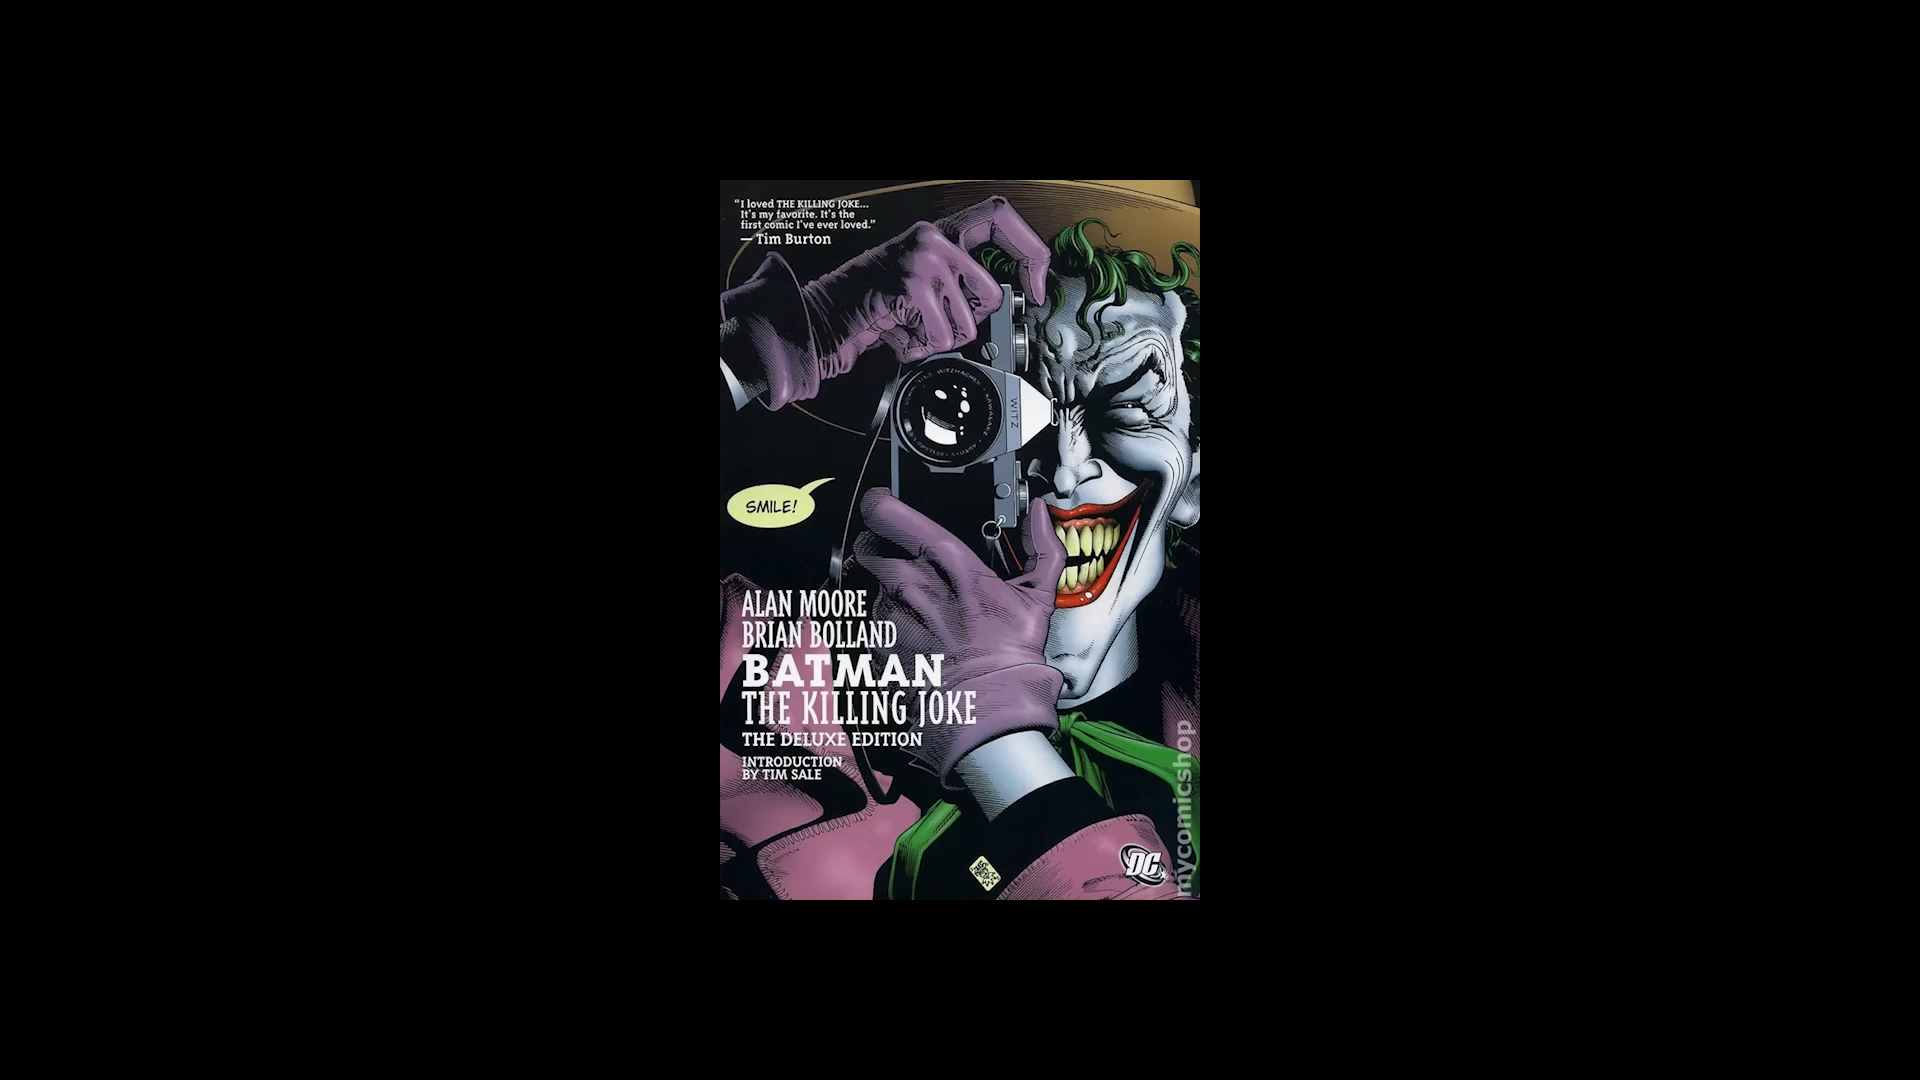 “I loved THE KILLING JOKE...
It's my favorite. It's the
first comic I've ever loved.”
— Tim Burton
WITZ
SMILE!
ALAN MOORE
BRIAN BOLLAND
BATMAN
THE KILLING JOKE
THE DELUXE EDITION
INTRODUCTION
BY TIM SALE
DC
mycomicshop